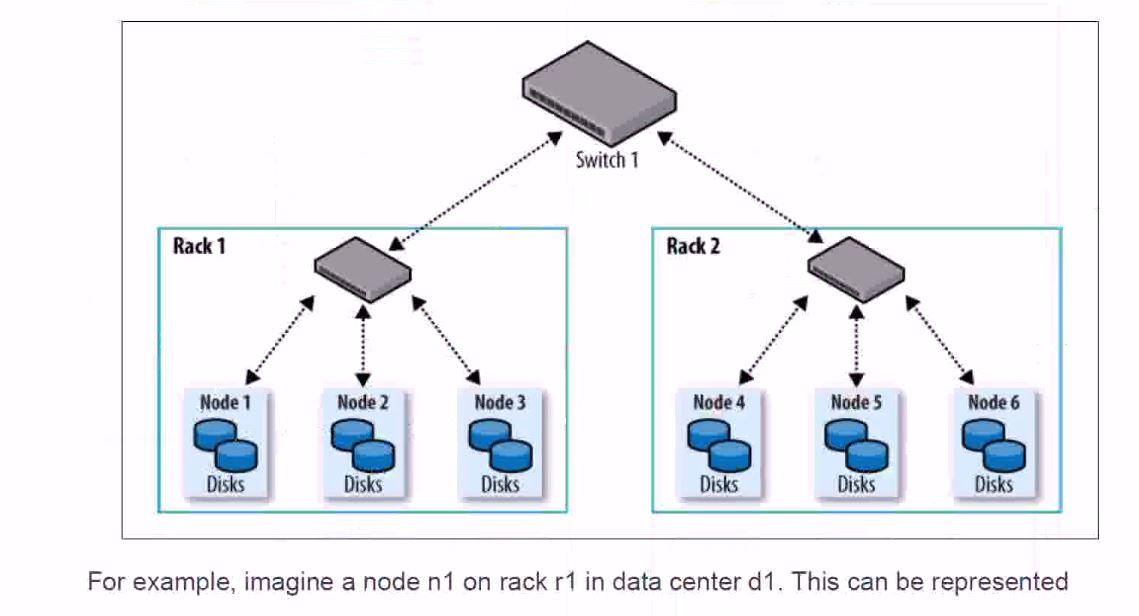 Switch 1
Rack 1
Rack 2
Node 1
Node 2
Node 3
Node 4
Node 5
Node 6
Disks
Disks
Disks
Disks
Disks
Disks
For example, imagine a node n1 on rack r1 in data center d1. This can be represented